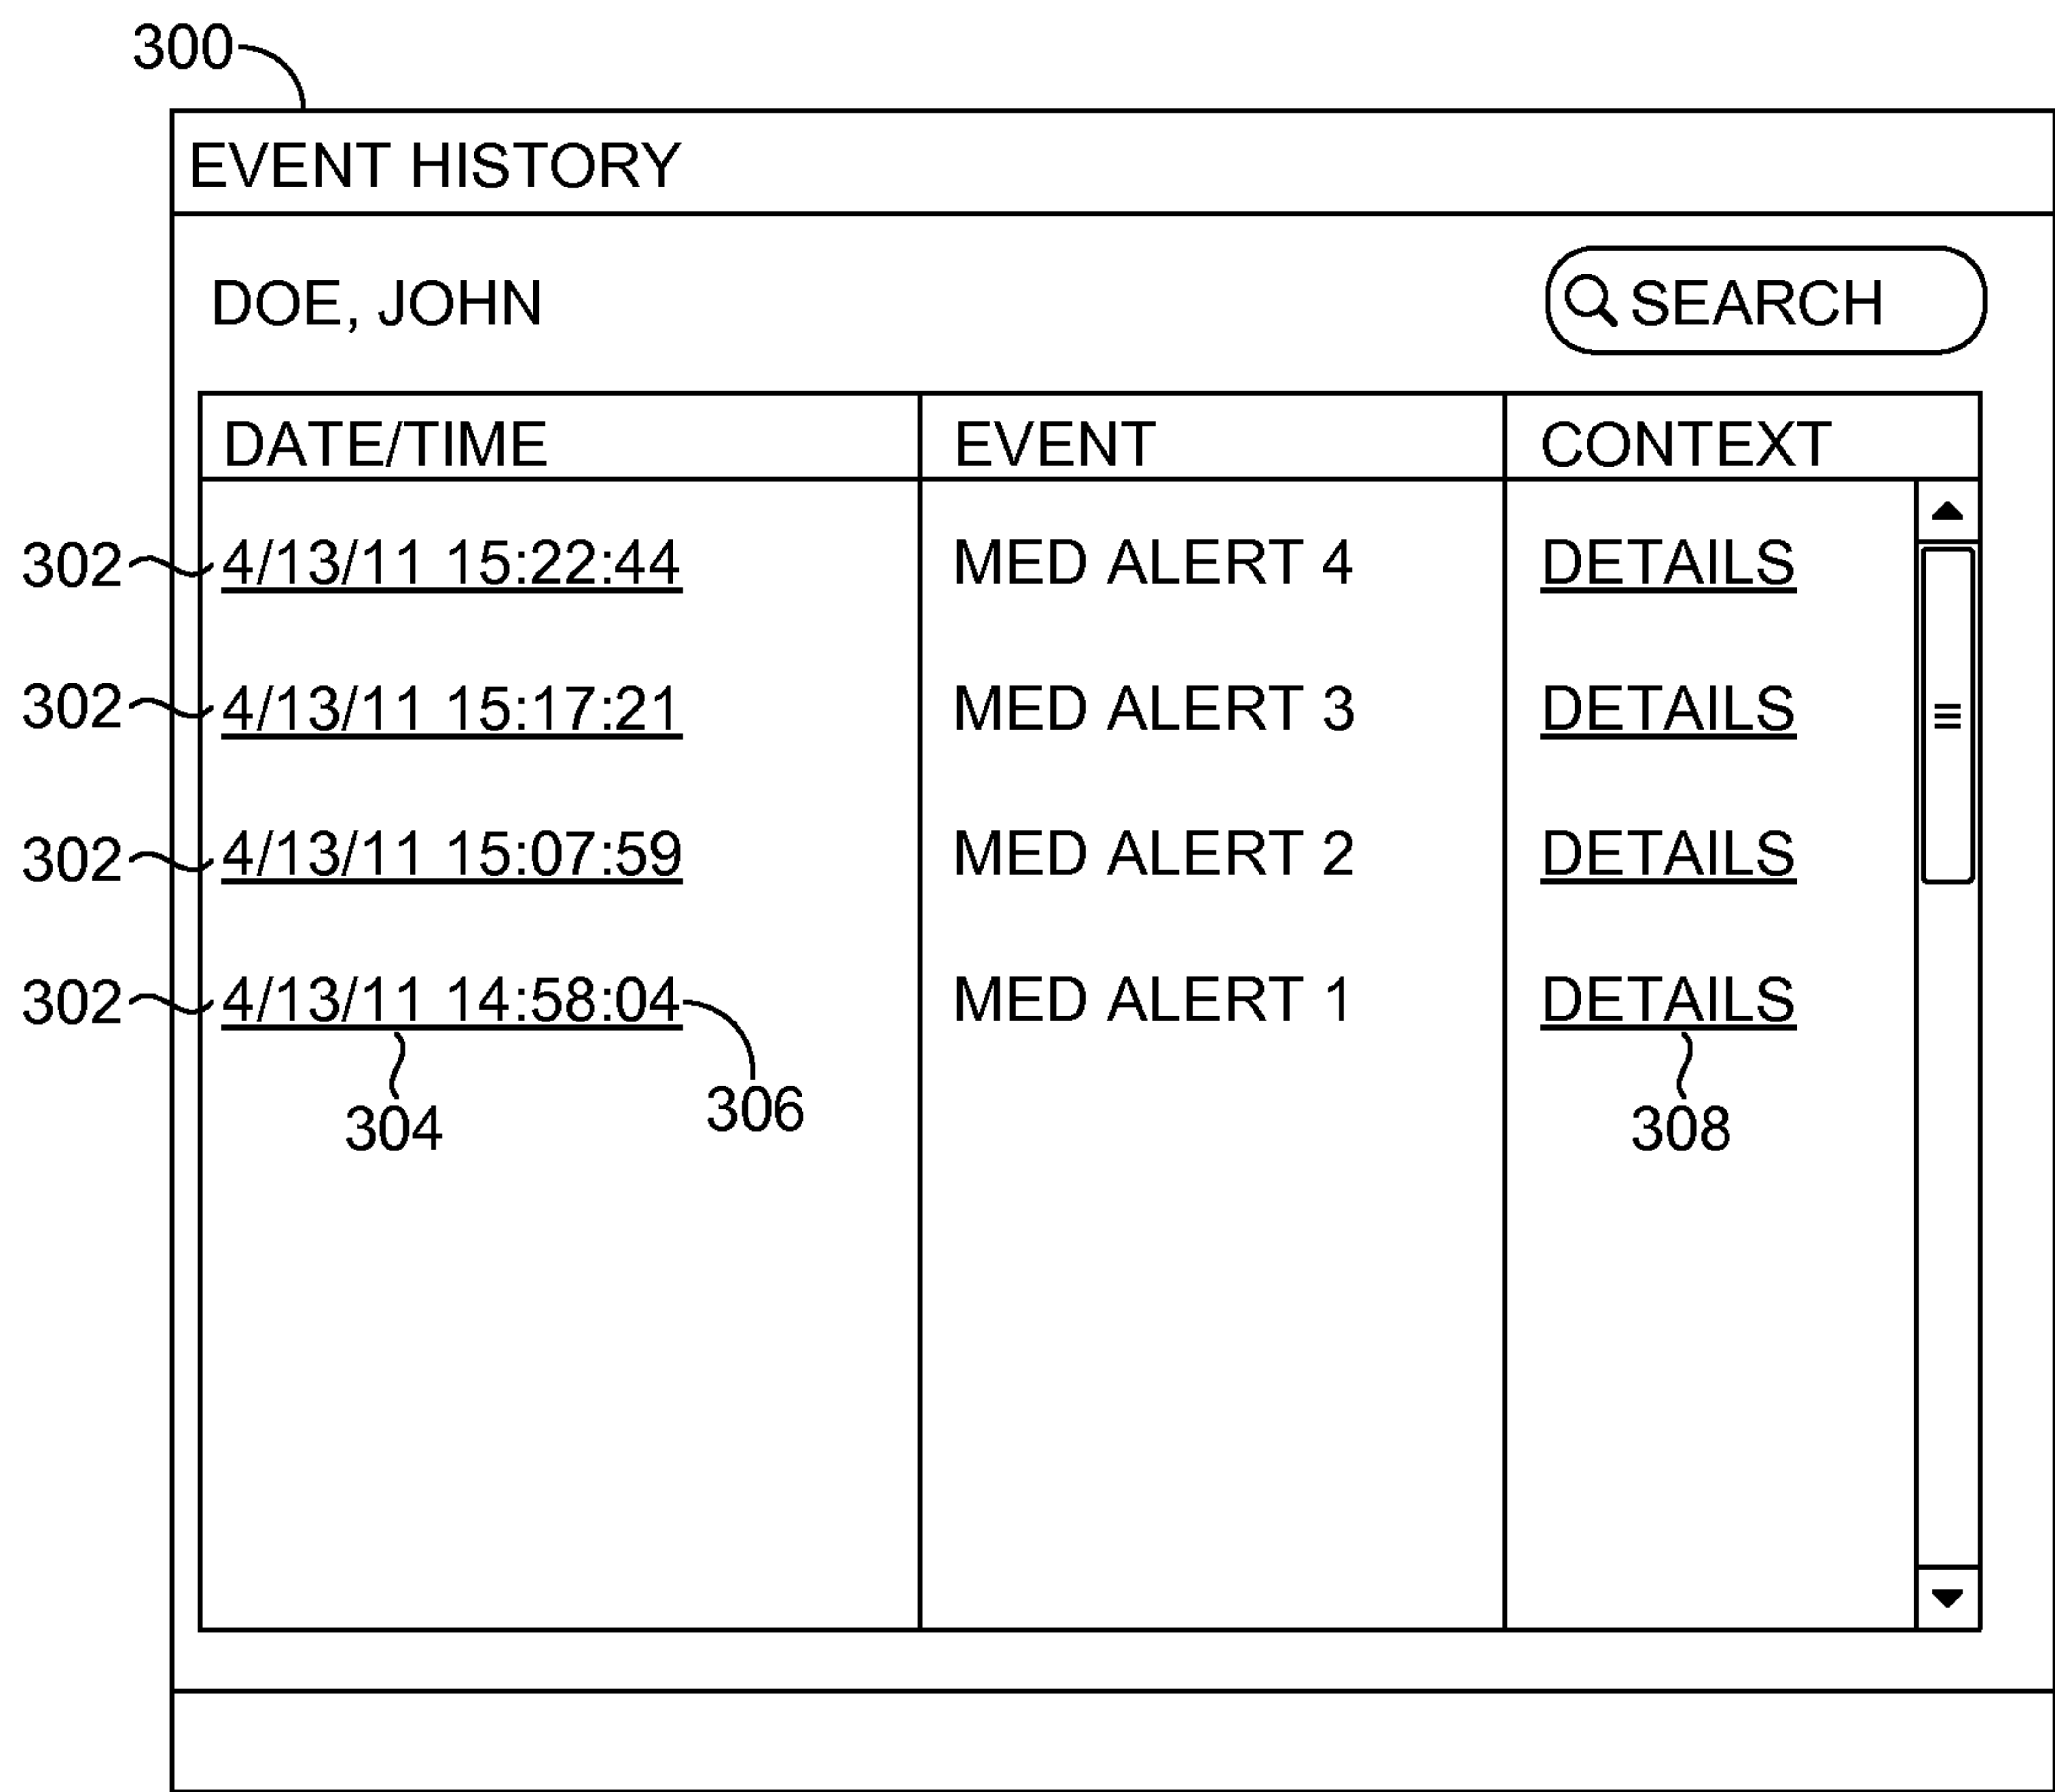 300
EVENT HISTORY
DOE, JOHN SEARCH
DATE/TIME EVENT CONTEXT
302 4/13/11 15:22:44 MED ALERT 4 DETAILS
302 4/13/11 15:17:21 MED ALERT 3 DETAILS
302 4/13/11 15:07:59 MED ALERT 2 DETAILS
302 4/13/11 14:58:04 MED ALERT 1 DETAILS
304 306 308